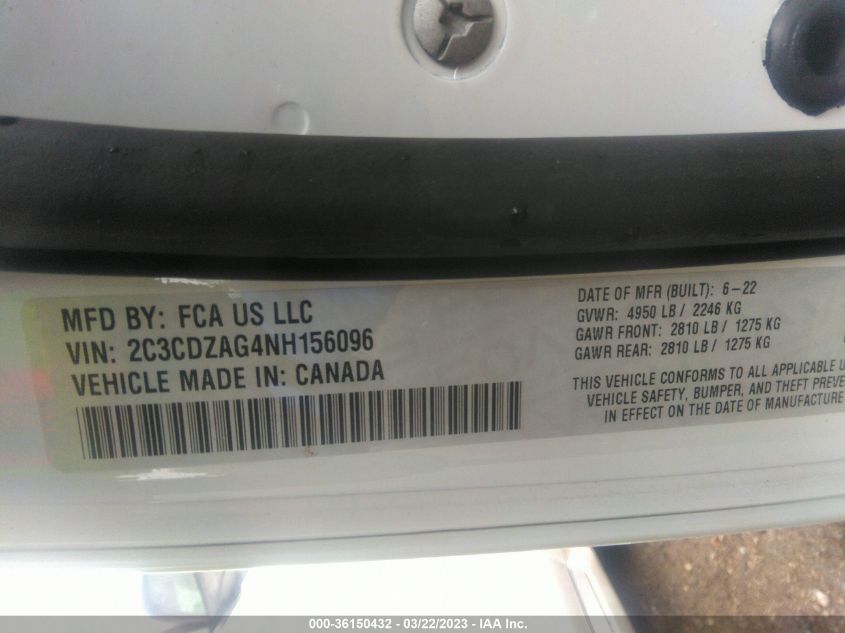 MFD BY: FCA US LLC
VIN: 2C3CDZAG4NH156096
VEHICLE MADE IN: CANADA
DATE OF MFR (BUILT): 6-22
GVWR: 4950 LB / 2246 KG
GAWR FRONT: 2810 LB / 1275 KG
GAWR REAR: 2810 LB / 1275 KG
THIS VEHICLE CONFORMS TO ALL APPLICABLE U
VEHICLE SAFETY, BUMPER, AND THEFT PREVE
IN EFFECT ON THE DATE OF MANUFACTURE
000-36150432 - 03/22/2023 - IAA Inc.